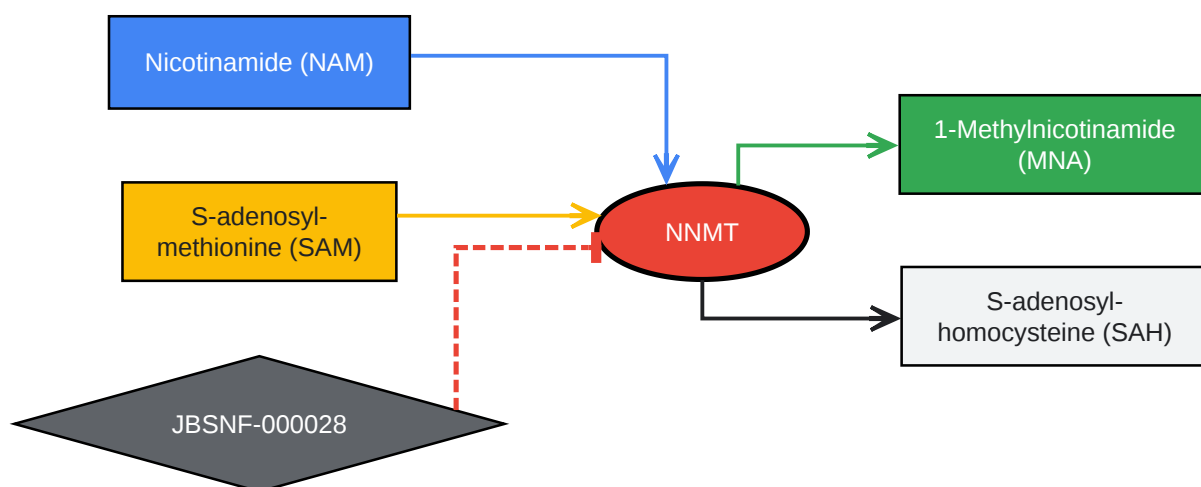 Nicotinamide (NAM)
1-Methylnicotinamide
(MNA)
S-adenosyl-
methionine (SAM)
NNMT
S-adenosyl-
homocysteine (SAH)
JBSNF-000028